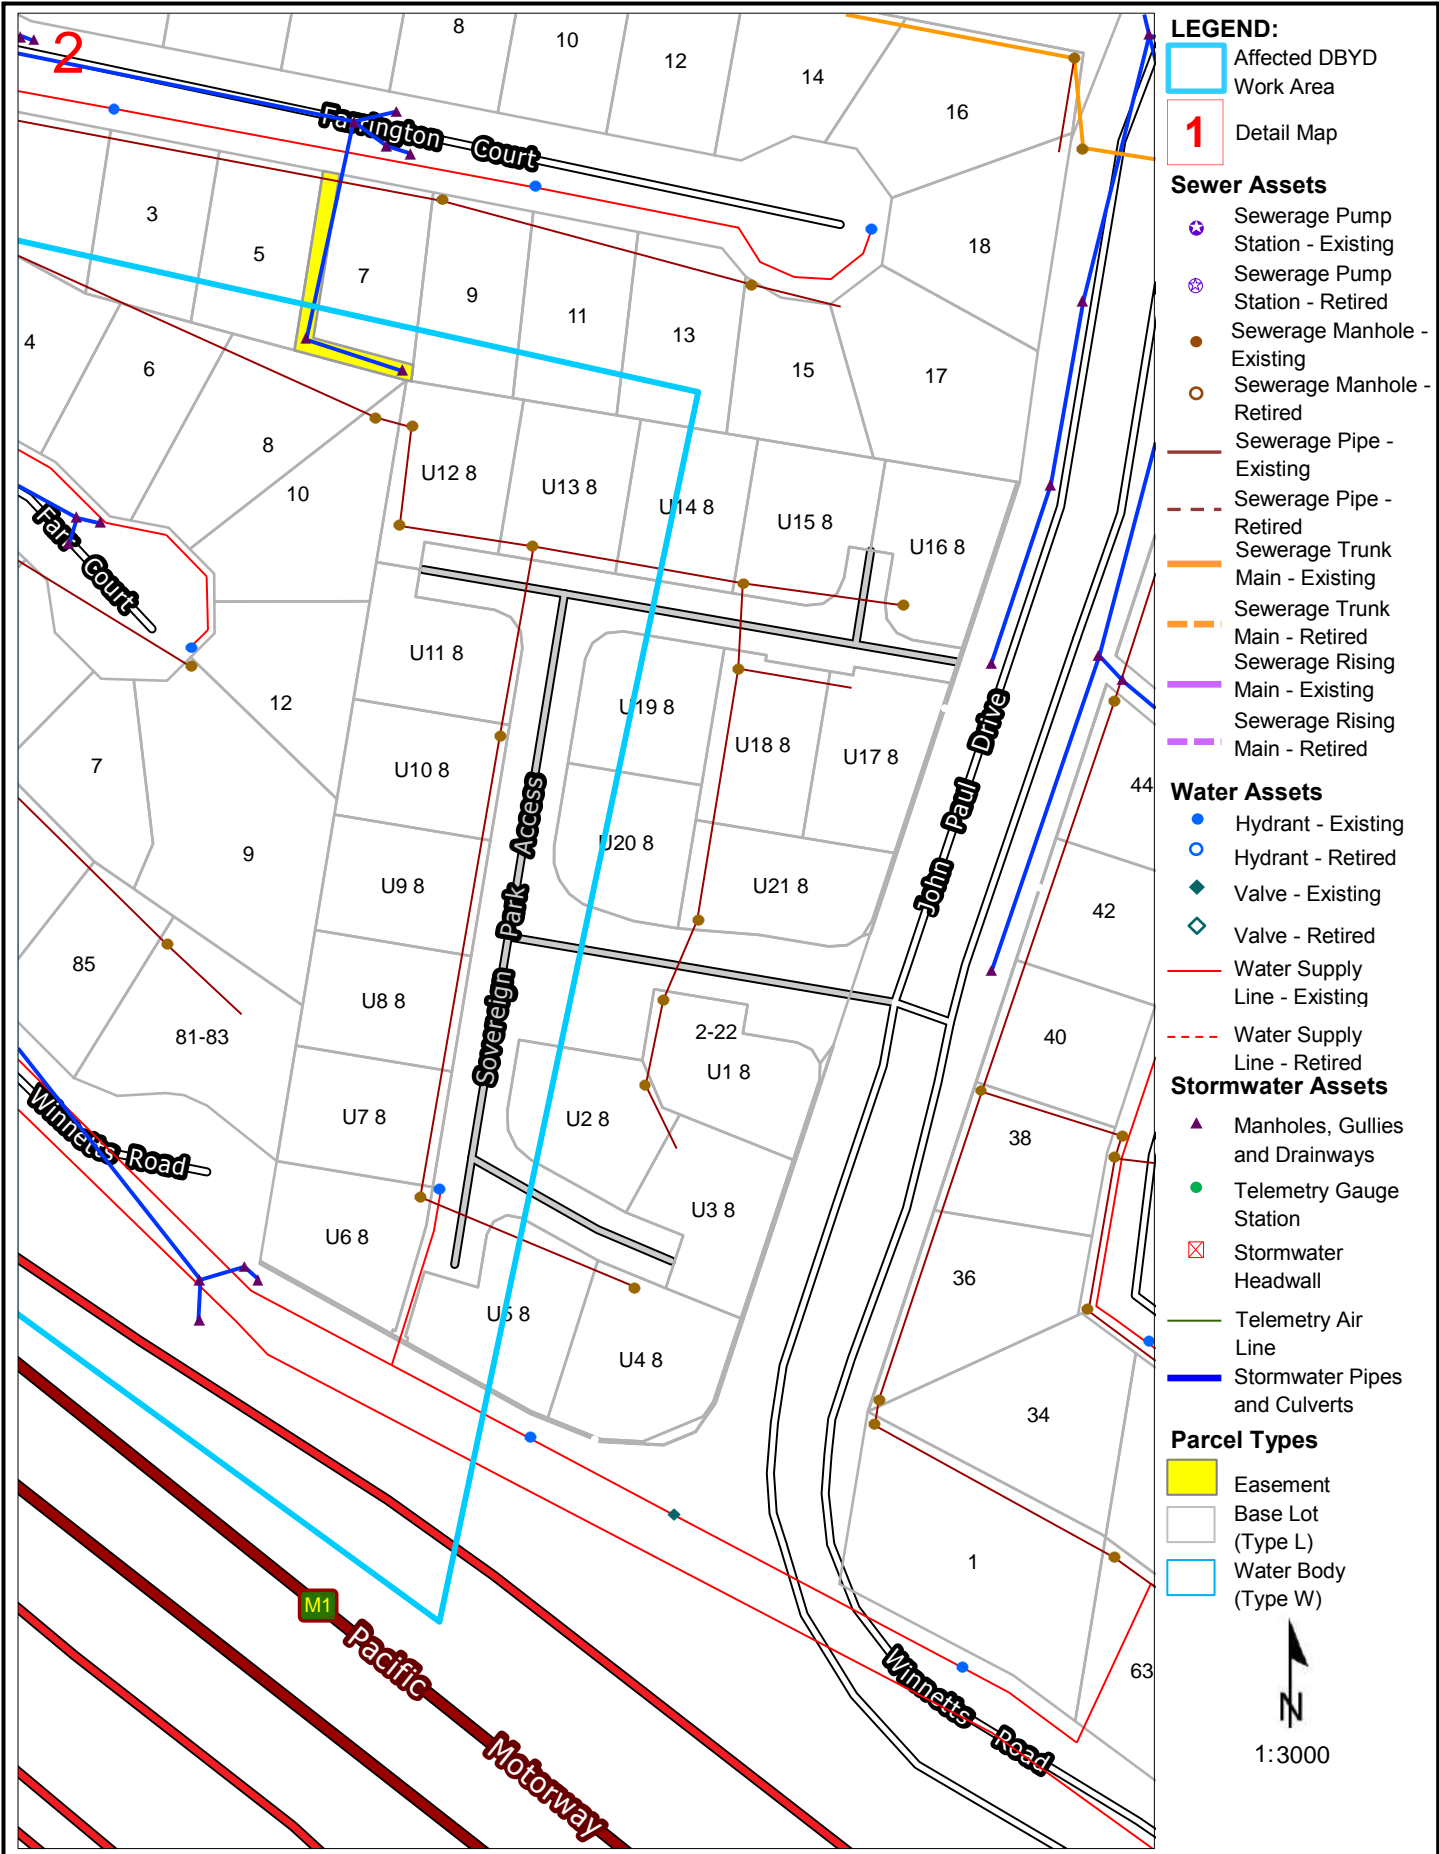 2
8
10
12
14
16
Farrington Court
3
5
7
9
11
13
15
17
18
4
6
8
10
U12 8
U13 8
U14 8
U15 8
U16 8
Farr Court
U11 8
12
U19 8
U18 8
U17 8
John Paul Drive
7
U10 8
Sovereign Park Access
U20 8
44
9
U9 8
U21 8
42
85
U8 8
2-22
40
81-83
U1 8
Winnetts Road
U7 8
U2 8
38
U6 8
U3 8
36
U5 8
U4 8
34
1
M1
Pacific Motorway
Winnetts Road
63
LEGEND:
Affected DBYD
Work Area
1
Detail Map
Sewer Assets
Sewerage Pump
Station - Existing
Sewerage Pump
Station - Retired
Sewerage Manhole -
Existing
Sewerage Manhole -
Retired
Sewerage Pipe -
Existing
Sewerage Pipe -
Retired
Sewerage Trunk
Main - Existing
Sewerage Trunk
Main - Retired
Sewerage Rising
Main - Existing
Sewerage Rising
Main - Retired
Water Assets
Hydrant - Existing
Hydrant - Retired
Valve - Existing
Valve - Retired
Water Supply
Line - Existing
Water Supply
Line - Retired
Stormwater Assets
Manholes, Gullies
and Drainways
Telemetry Gauge
Station
Stormwater
Headwall
Telemetry Air
Line
Stormwater Pipes
and Culverts
Parcel Types
Easement
Base Lot
(Type L)
Water Body
(Type W)
N
1:3000